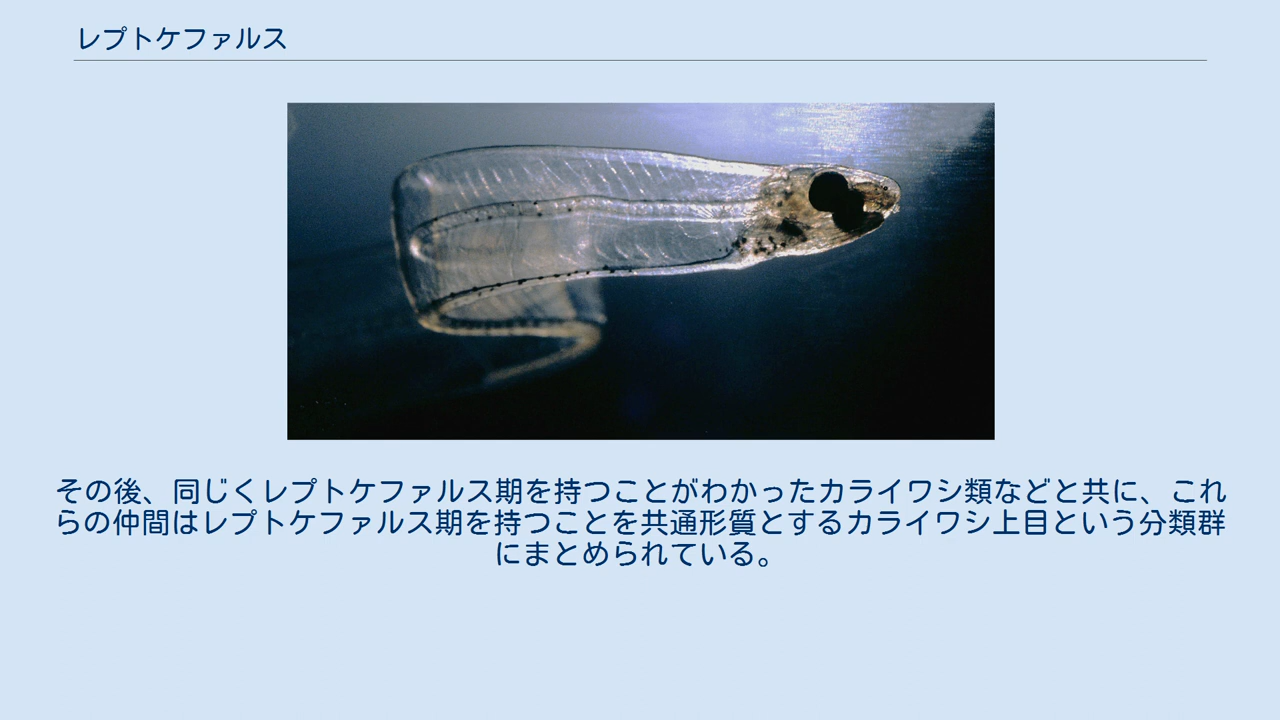 レプトケファルス
その後、同じくレプトケファルス期を持つことがわかったカライワシ類などと共に、これ
らの仲間はレプトケファルス期を持つことを共通形質とするカライワシ上目という分類群
にまとめられている。